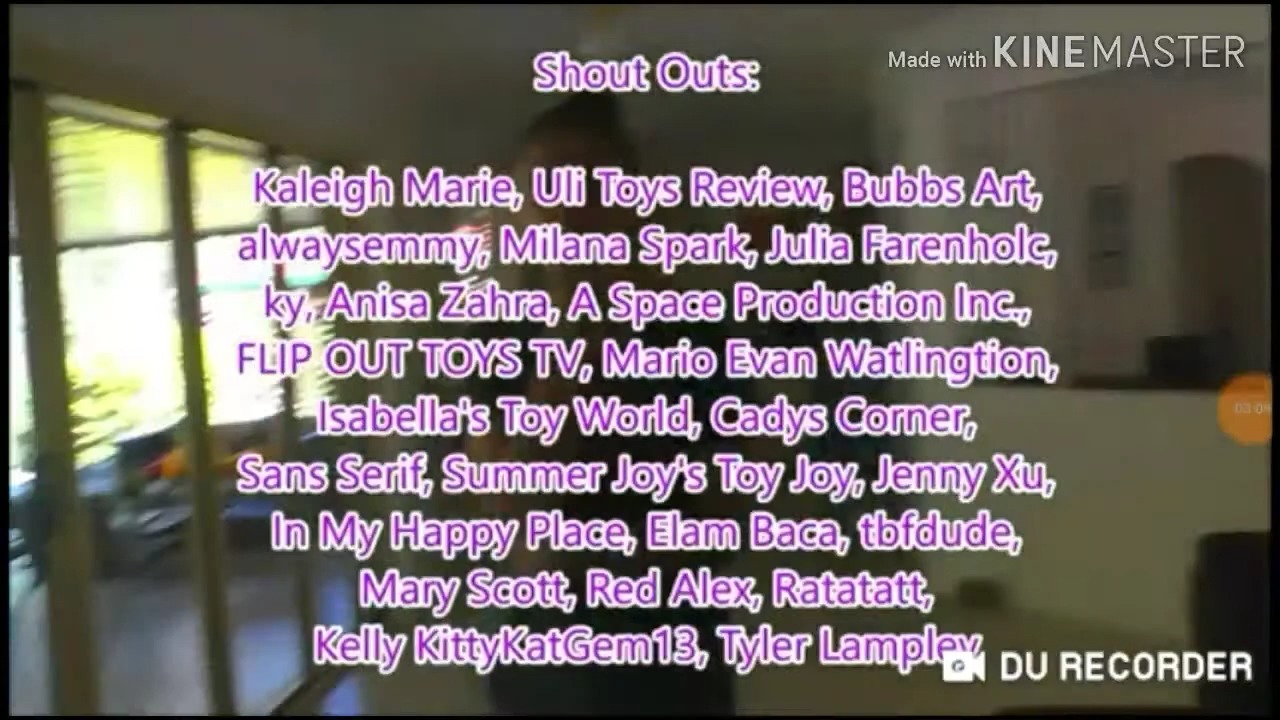 Made with KINEMASTER
Shout Outs:
Kaleigh Marie, Uli Toys Review, Bubbs Art,
alwaysemmy, Milana Spark, Julia Farenholc,
ky, Anisa Zahra, A Space Production Inc.,
FLIP OUT TOYS TV, Mario Evan Watlingtion,
Isabella's Toy World, Cadys Corner,
Sans Serif, Summer Joy's Toy Joy, Jenny Xu,
In My Happy Place, Elam Baca, tbfdude,
Mary Scott, Red Alex, Ratatatt,
Kelly KittyKatGem13, Tyler Lampley
DU RECORDER